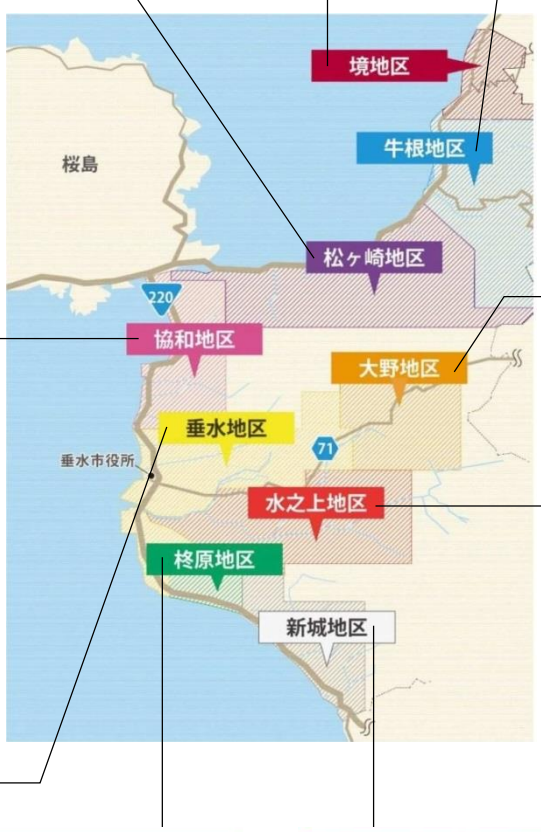 境地区
牛根地区
桜島
松ヶ崎地区
220
協和地区
大野地区
垂水地区
71
垂水市役所
水之上地区
柊原地区
新城地区